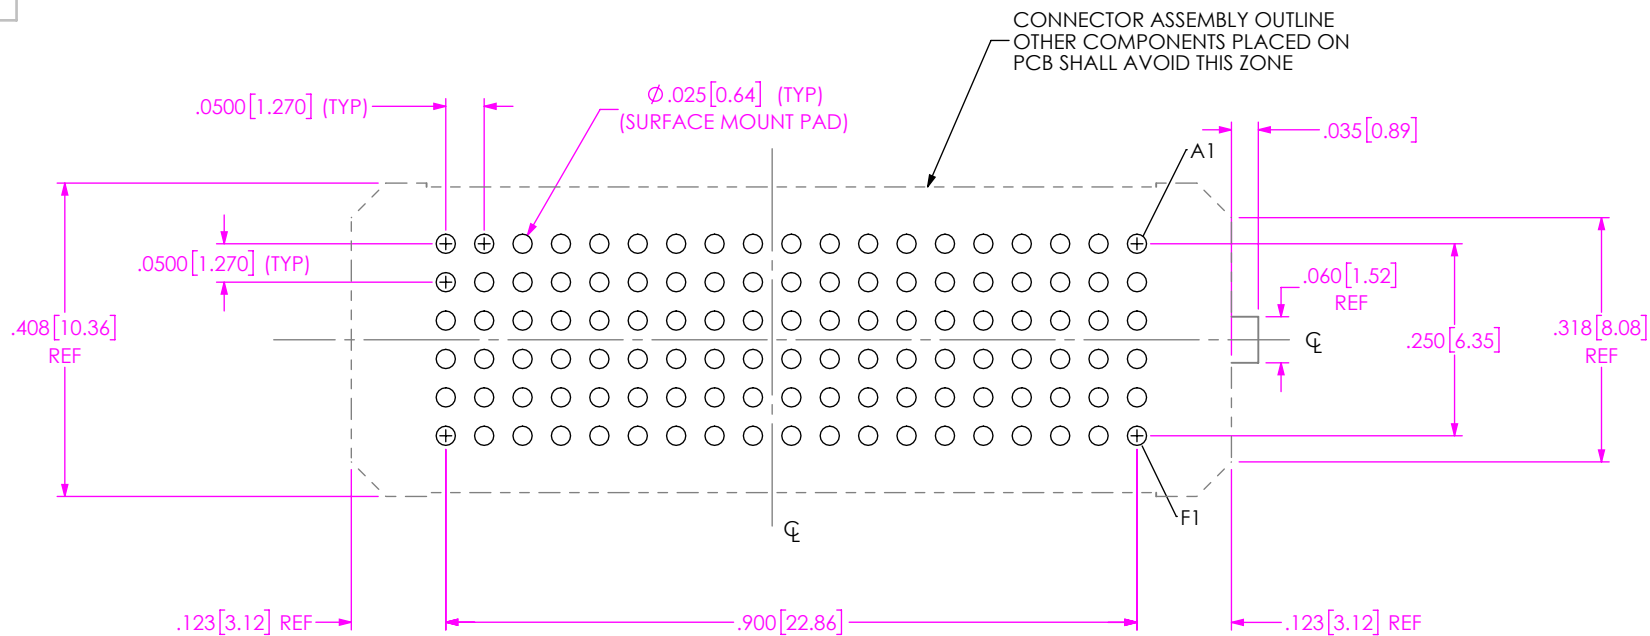 CONNECTOR ASSEMBLY OUTLINE
OTHER COMPONENTS PLACED ON
PCB SHALL AVOID THIS ZONE
.0500[1.270] (TYP)
Ø.025[0.64] (TYP)
(SURFACE MOUNT PAD)
.035[0.89]
A1
.0500[1.270] (TYP)
.060[1.52]
REF
.408[10.36]
REF
.250[6.35]
.318[8.08]
REF
℄
F1
℄
.123[3.12] REF
.900[22.86]
.123[3.12] REF